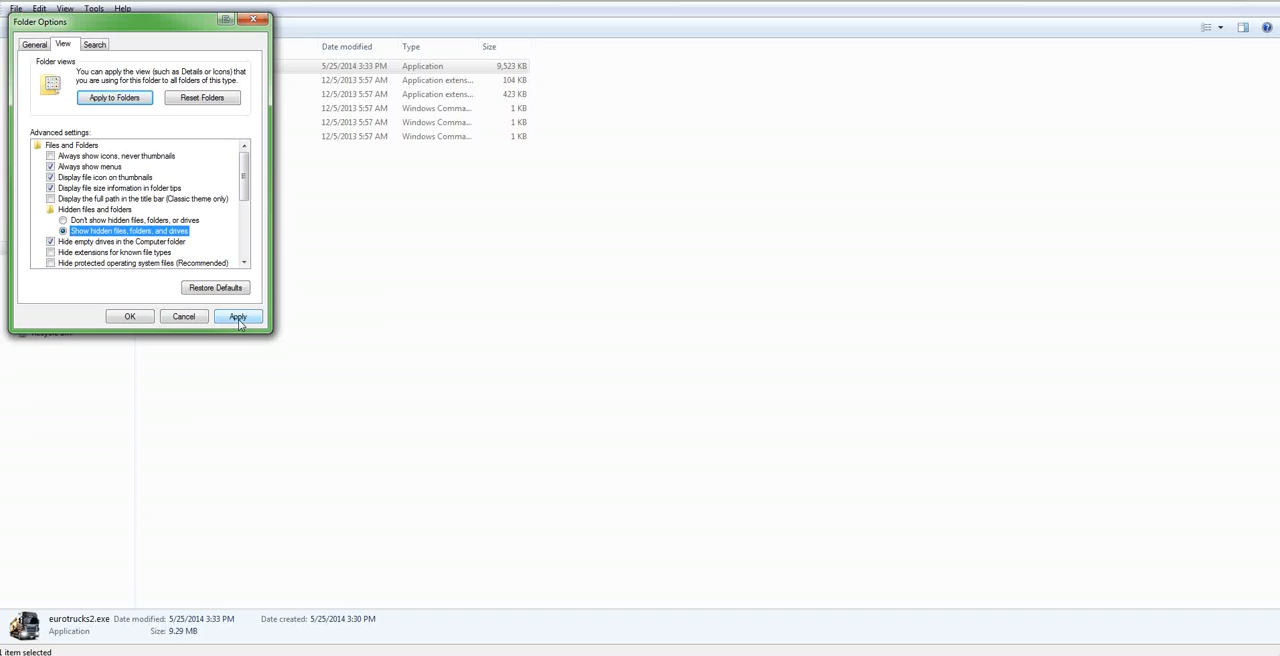 File Edit View Tools Help
Folder Options
General View Search
Folder views
You can apply the view (such as Details or Icons) that
you are using for this folder to all folders of this type.
Apply to Folders Reset Folders
Advanced settings:
Files and Folders
Always show icons, never thumbnails
Always show menus
Display file icon on thumbnails
Display file size information in folder tips
Display the full path in the title bar (Classic theme only)
Hidden files and folders
Don't show hidden files, folders, or drives
Show hidden files, folders, and drives
Hide empty drives in the Computer folder
Hide extensions for known file types
Hide protected operating system files (Recommended)
Restore Defaults
OK Cancel Apply
Date modified Type Size
5/25/2014 3:33 PM Application 9,523 KB
12/5/2013 5:57 AM Application extens... 104 KB
12/5/2013 5:57 AM Application extens... 423 KB
12/5/2013 5:57 AM Windows Comma... 1 KB
12/5/2013 5:57 AM Windows Comma... 1 KB
12/5/2013 5:57 AM Windows Comma... 1 KB
eurotrucks2.exe Date modified: 5/25/2014 3:33 PM Date created: 5/25/2014 3:30 PM
Application Size: 9.29 MB
1 item selected